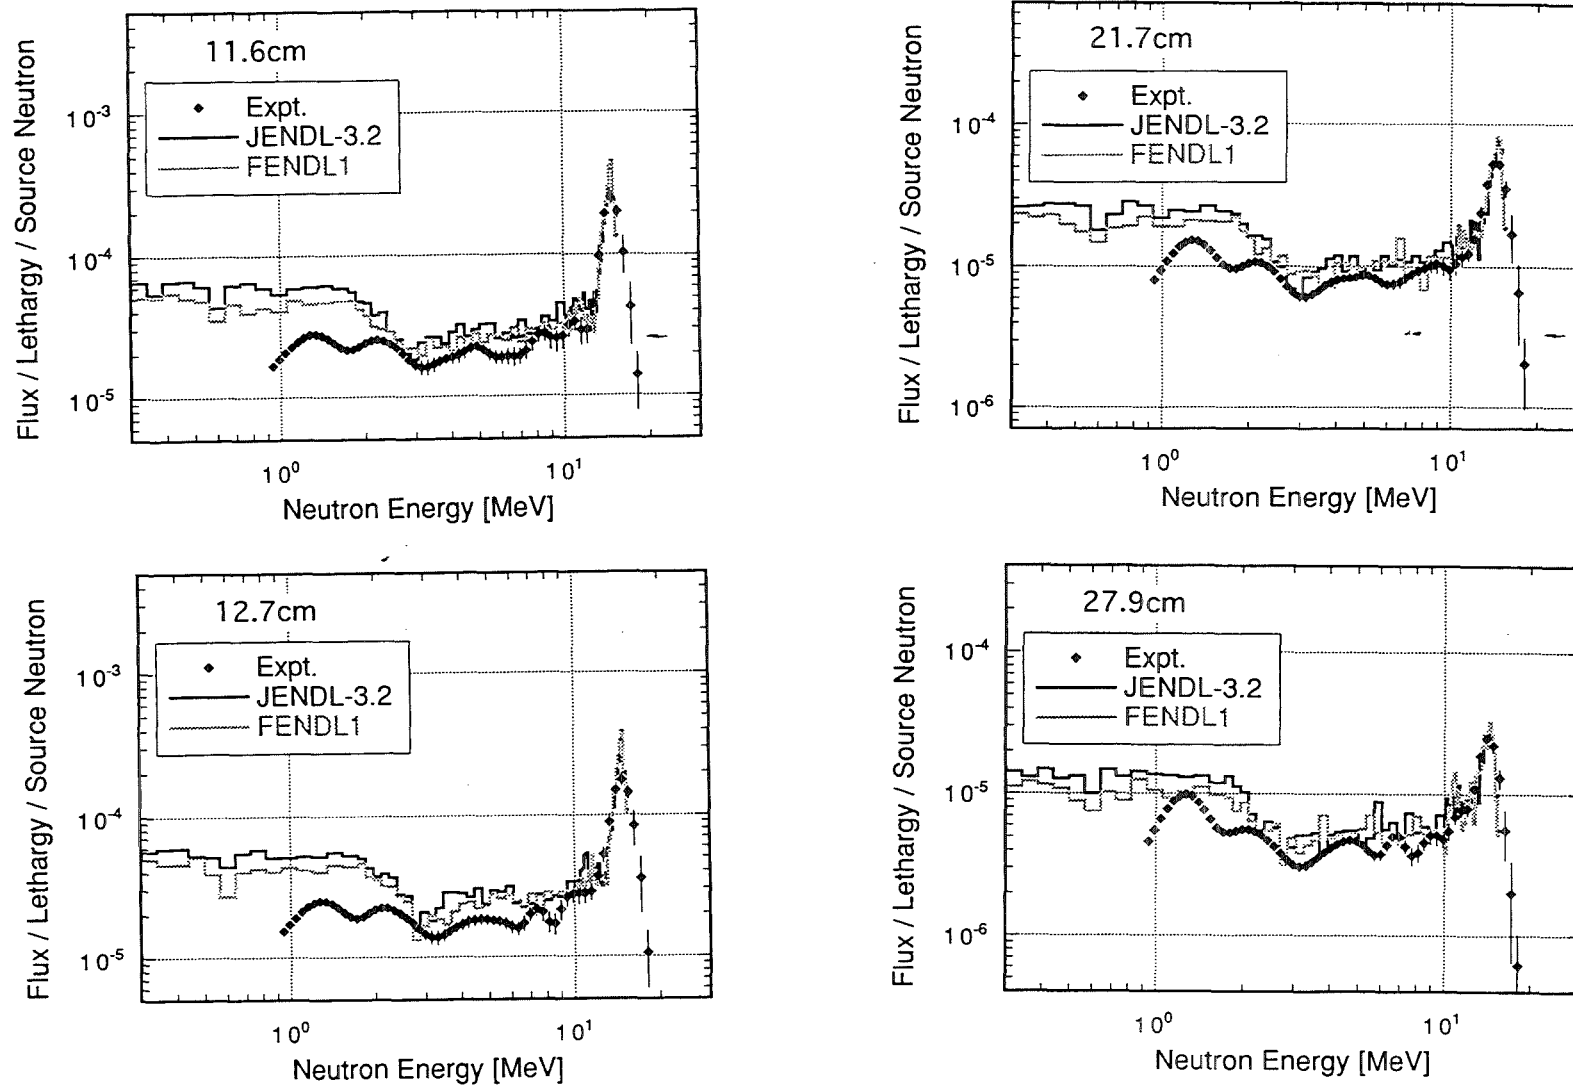 11.6cm
Expt.
JENDL-3.2
FENDL1
10⁻³
10⁻⁴
10⁻⁵
10⁰
10¹
Flux / Lethargy / Source Neutron
Neutron Energy [MeV]
21.7cm
Expt.
JENDL-3.2
FENDL1
10⁻⁴
10⁻⁵
10⁻⁶
10⁰
10¹
Flux / Lethargy / Source Neutron
Neutron Energy [MeV]
12.7cm
Expt.
JENDL-3.2
FENDL1
10⁻³
10⁻⁴
10⁻⁵
10⁰
10¹
Flux / Lethargy / Source Neutron
Neutron Energy [MeV]
27.9cm
Expt.
JENDL-3.2
FENDL1
10⁻⁴
10⁻⁵
10⁻⁶
10⁰
10¹
Flux / Lethargy / Source Neutron
Neutron Energy [MeV]